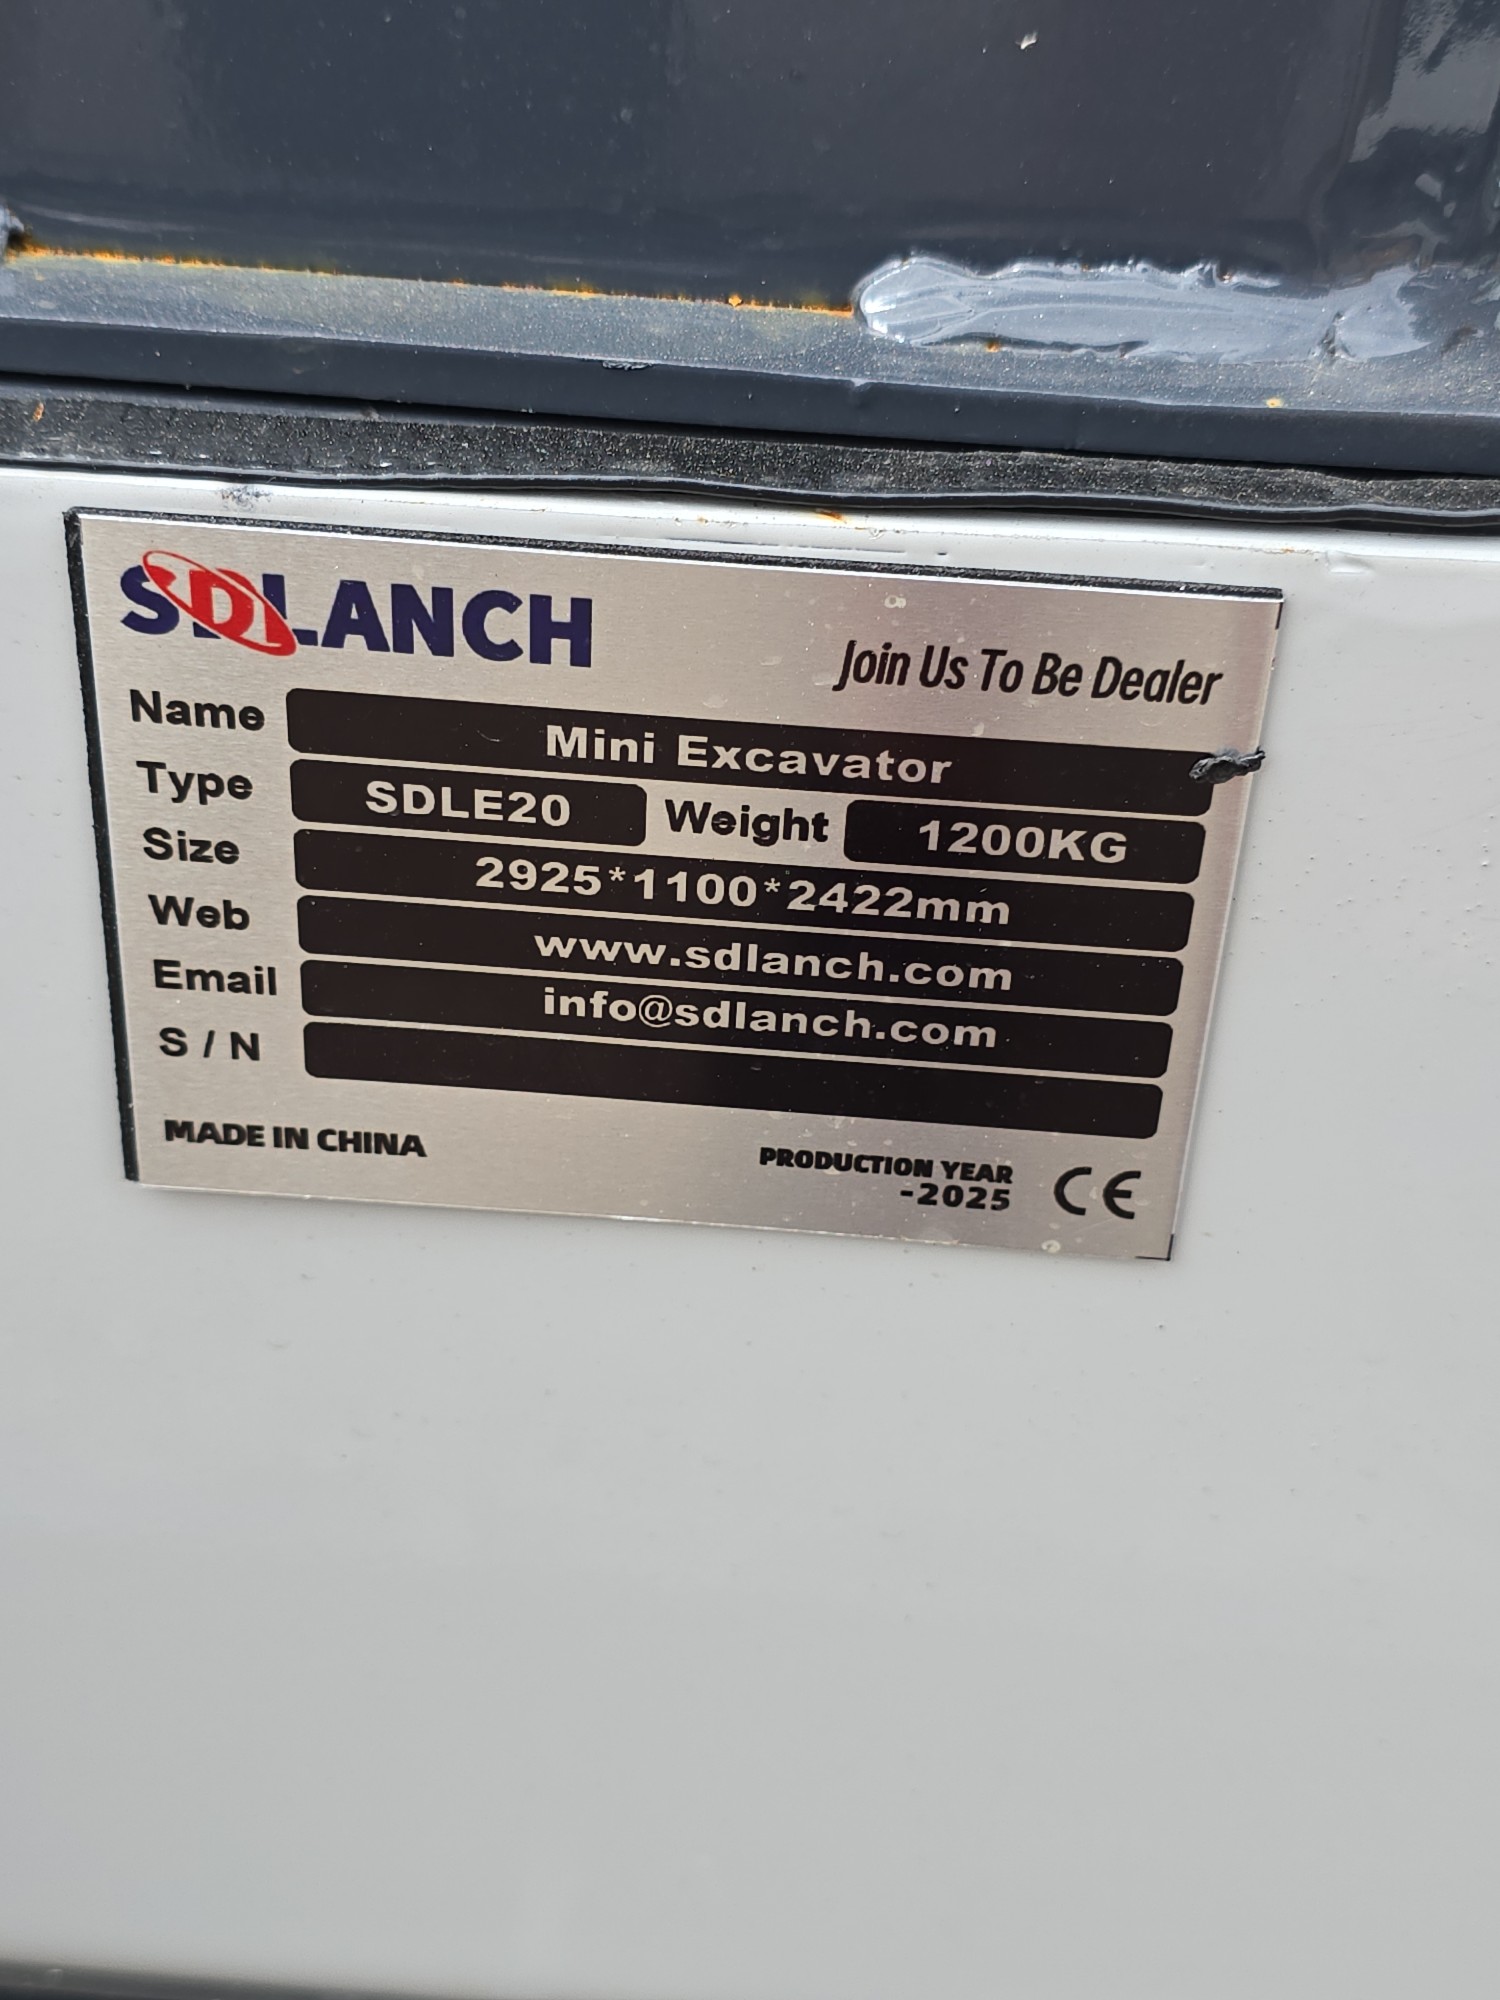 SDLANCH
Join Us To Be Dealer
Name Mini Excavator
Type SDLE20 Weight 1200KG
Size 2925*1100*2422mm
Web www.sdlanch.com
Email info@sdlanch.com
S / N
MADE IN CHINA
PRODUCTION YEAR
-2025
CE